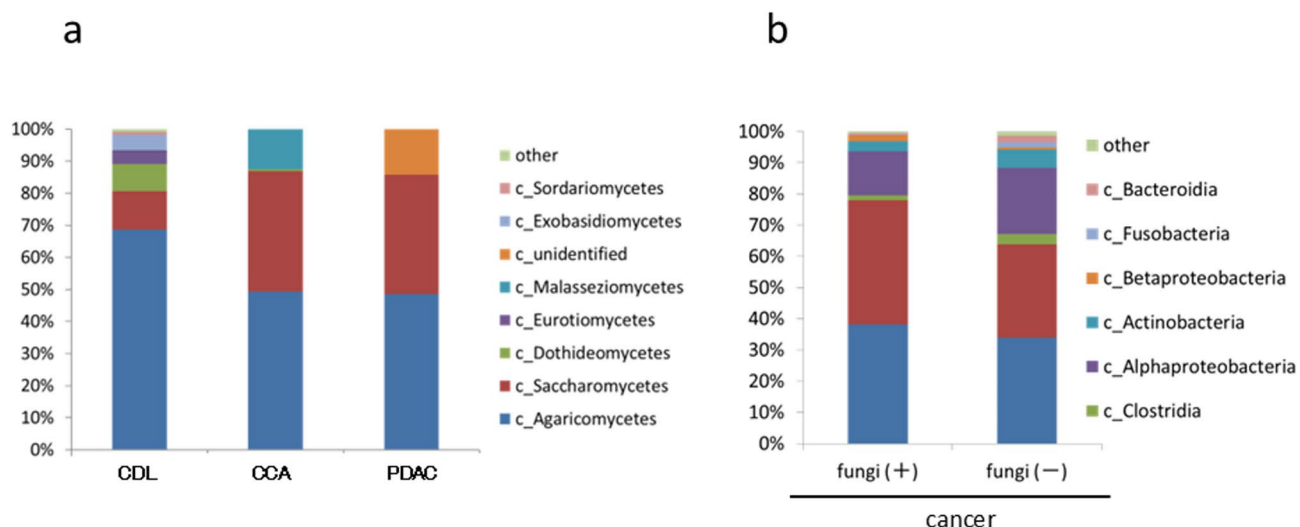 a
100%
90%
80%
70%
60%
50%
40%
30%
20%
10%
0%
CDL
CCA
PDAC
other
c_Sordariomycetes
c_Exobasidiomycetes
c_unidentified
c_Malasseziomycetes
c_Eurotiomycetes
c_Dothideomycetes
c_Saccharomycetes
c_Agaricomycetes
b
100%
90%
80%
70%
60%
50%
40%
30%
20%
10%
0%
fungi (+)
fungi (−)
cancer
other
c_Bacteroidia
c_Fusobacteria
c_Betaproteobacteria
c_Actinobacteria
c_Alphaproteobacteria
c_Clostridia